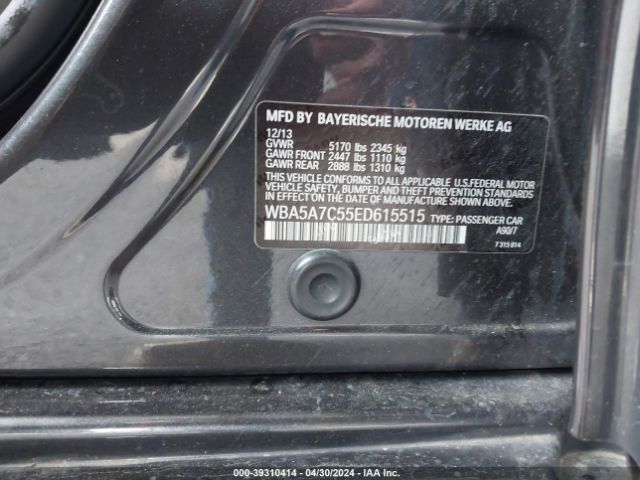 MFD BY BAYERISCHE MOTOREN WERKE AG
12/13
GVWR 5170 lbs 2345 kg
GAWR FRONT 2447 lbs 1110 kg
GAWR REAR 2888 lbs 1310 kg
THIS VEHICLE CONFORMS TO ALL APPLICABLE U.S.FEDERAL MOTOR
VEHICLE SAFETY, BUMPER AND THEFT PREVENTION STANDARDS
IN EFFECT ON THE DATE OF MANUFACTURE SHOWN ABOVE.
WBA5A7C55ED615515 TYPE: PASSENGER CAR
A90/7
7 315 814
000-39310414 - 04/30/2024 - IAA Inc.